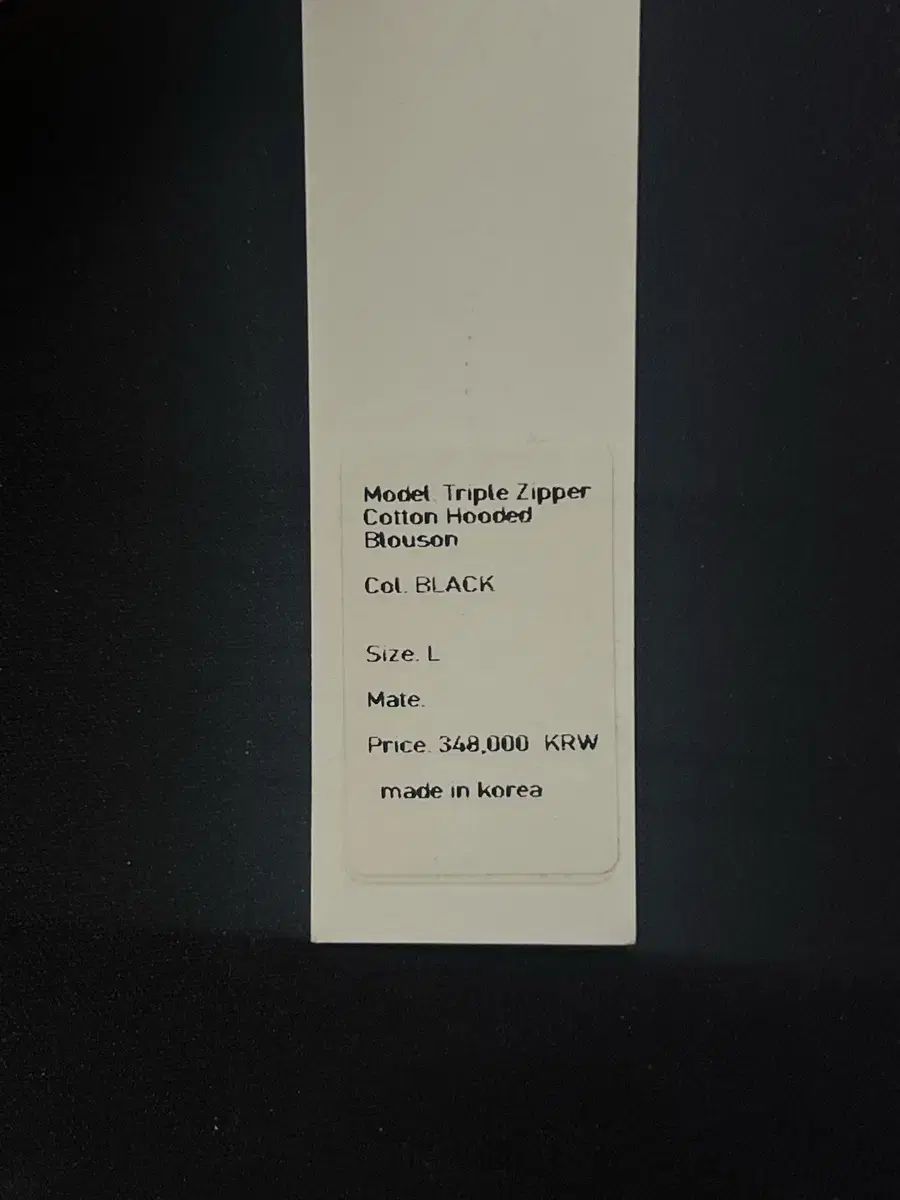 Model. Triple Zipper
Cotton Hooded
Blouson
Col. BLACK
Size. L
Mate.
Price. 348,000 KRW
made in korea